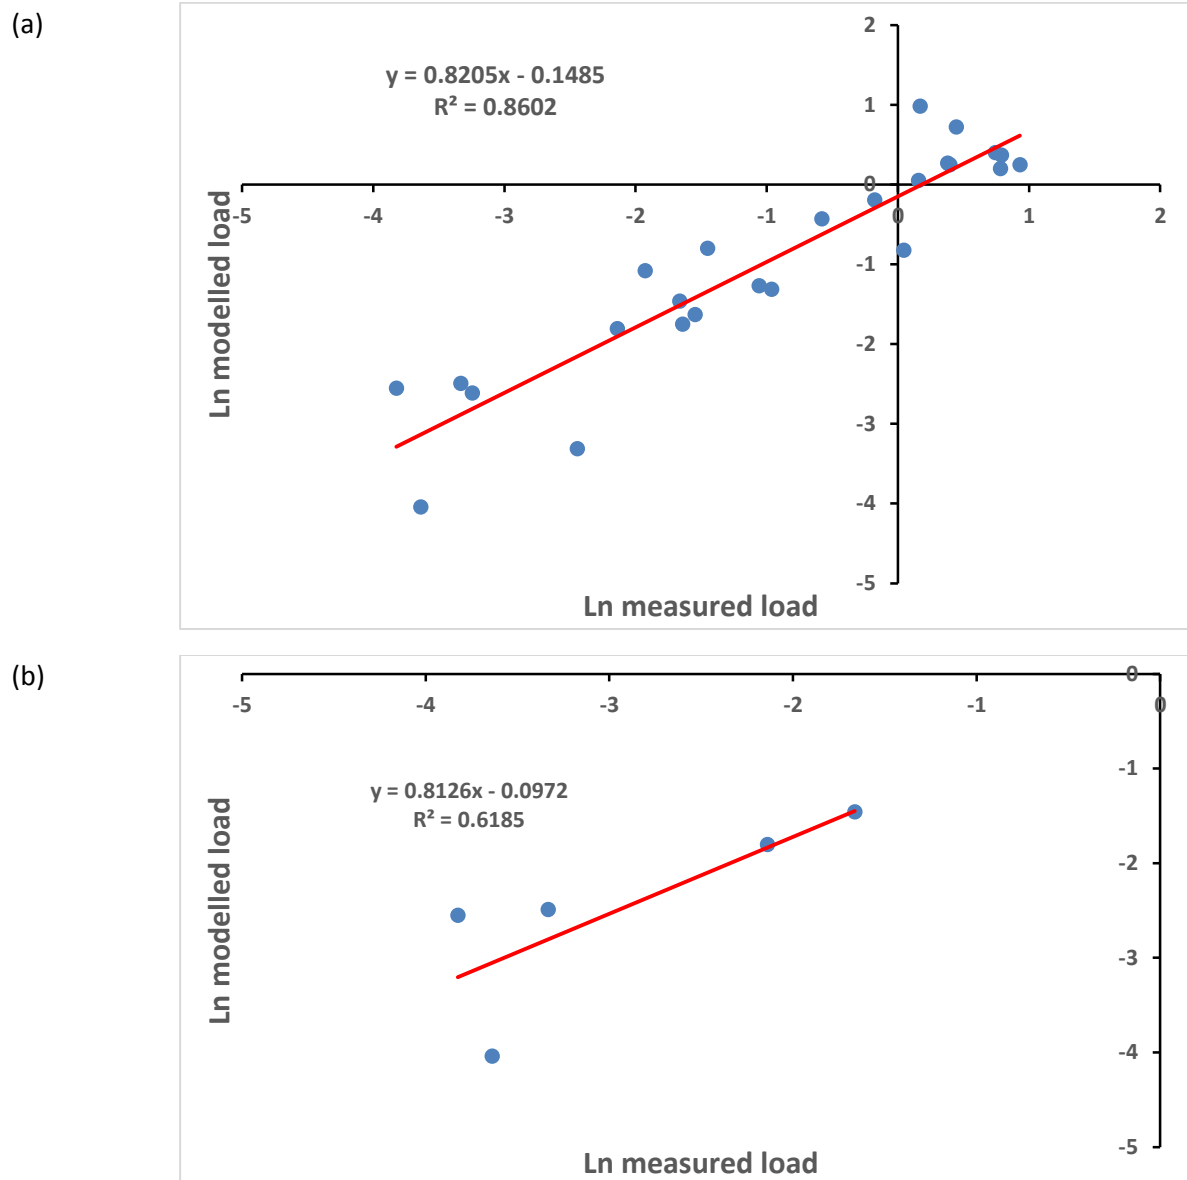 (a)
y = 0.8205x - 0.1485
R² = 0.8602
2
1
0
-1
-2
-3
-4
-5
-5 -4 -3 -2 -1 0 1 2
Ln modelled load
Ln measured load
(b)
0
-1
-2
-3
-4
-5
-5 -4 -3 -2 -1 0
y = 0.8126x - 0.0972
R² = 0.6185
Ln modelled load
Ln measured load